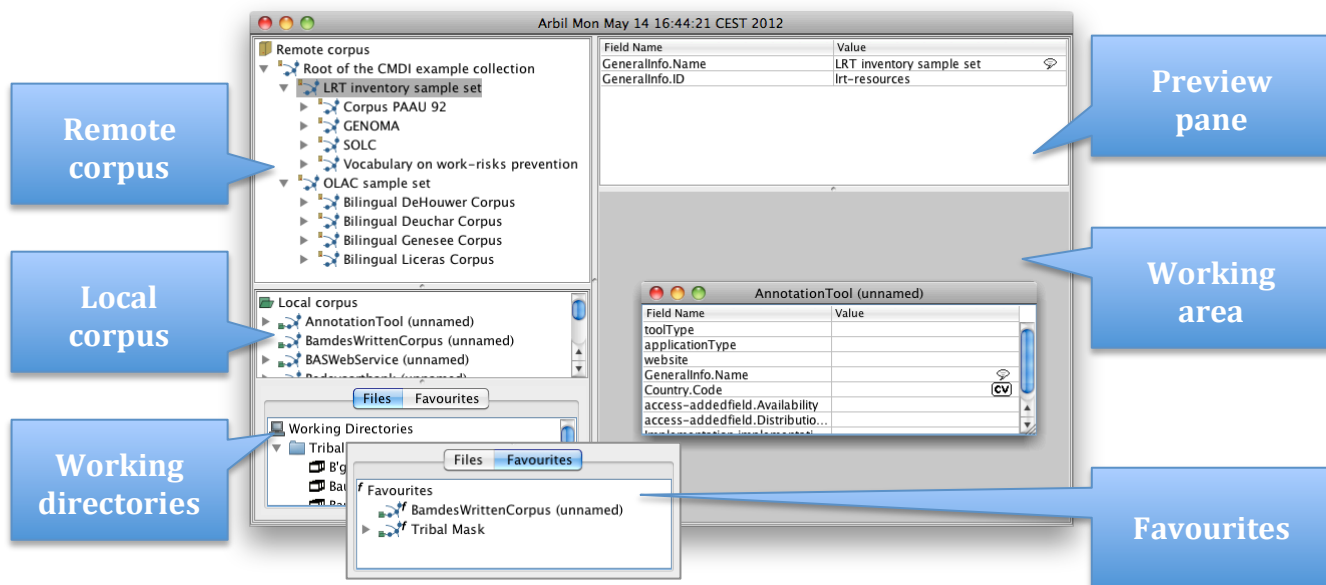 Arbil Mon May 14 16:44:21 CEST 2012
Remote corpus
Root of the CMDI example collection
LRT inventory sample set
Corpus PAAU 92
GENOMA
SOLC
Vocabulary on work-risks prevention
OLAC sample set
Bilingual DeHouwer Corpus
Bilingual Deuchar Corpus
Bilingual Genesee Corpus
Bilingual Liceras Corpus
Field Name Value
GeneralInfo.Name LRT inventory sample set
GeneralInfo.ID lrt-resources
Remote
corpus
Preview
pane
Local
corpus
Local corpus
AnnotationTool (unnamed)
BamdesWrittenCorpus (unnamed)
BASWebService (unnamed)
Working
area
AnnotationTool (unnamed)
Field Name Value
toolType
applicationType
website
GeneralInfo.Name
Country.Code CV
access-addedfield.Availability
access-addedfield.Distributio...
Files Favourites
Working
directories
Working Directories
Tribal
B'g
Files Favourites
f Favourites
f BamdesWrittenCorpus (unnamed)
f Tribal Mask
Favourites